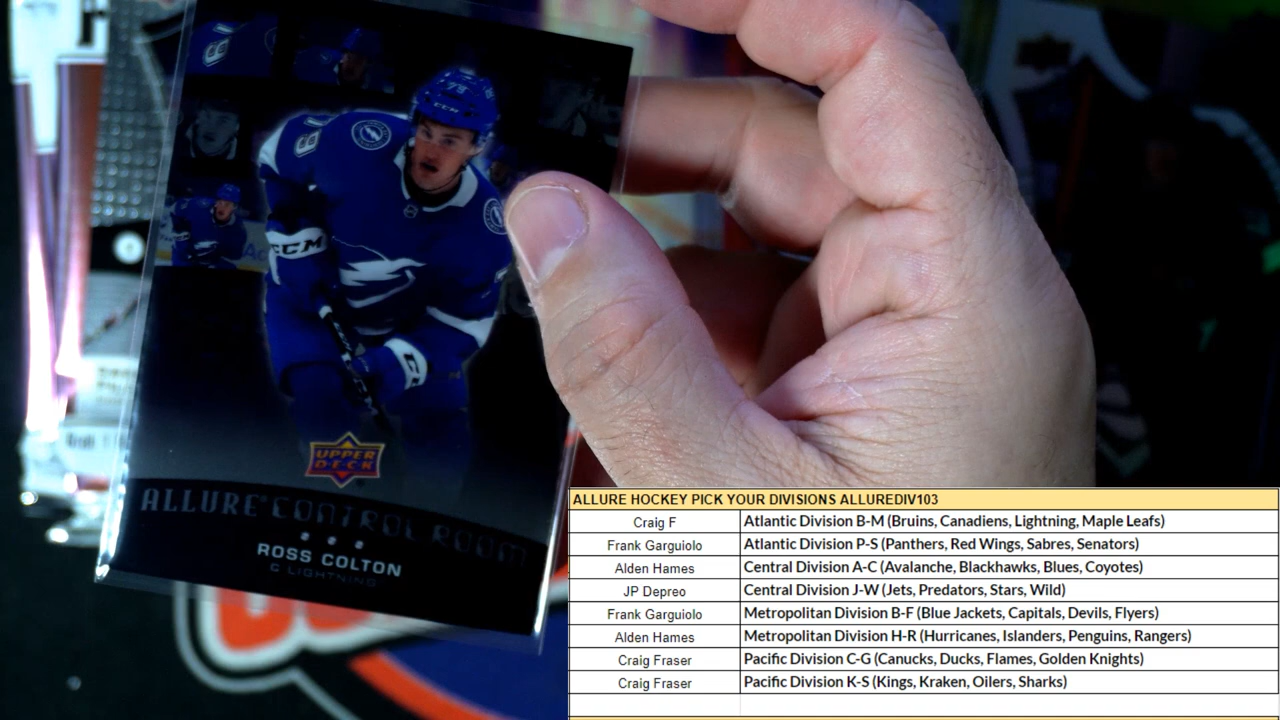 79
79
CCM
CCM
UPPER
DECK
ALLURE CONTROL ROOM
ROSS COLTON
C LIGHTNING
ALLURE HOCKEY PICK YOUR DIVISIONS ALLUREDIV103
Craig F Atlantic Division B-M (Bruins, Canadiens, Lightning, Maple Leafs)
Frank Garguiolo Atlantic Division P-S (Panthers, Red Wings, Sabres, Senators)
Alden Hames Central Division A-C (Avalanche, Blackhawks, Blues, Coyotes)
JP Depreo Central Division J-W (Jets, Predators, Stars, Wild)
Frank Garguiolo Metropolitan Division B-F (Blue Jackets, Capitals, Devils, Flyers)
Alden Hames Metropolitan Division H-R (Hurricanes, Islanders, Penguins, Rangers)
Craig Fraser Pacific Division C-G (Canucks, Ducks, Flames, Golden Knights)
Craig Fraser Pacific Division K-S (Kings, Kraken, Oilers, Sharks)